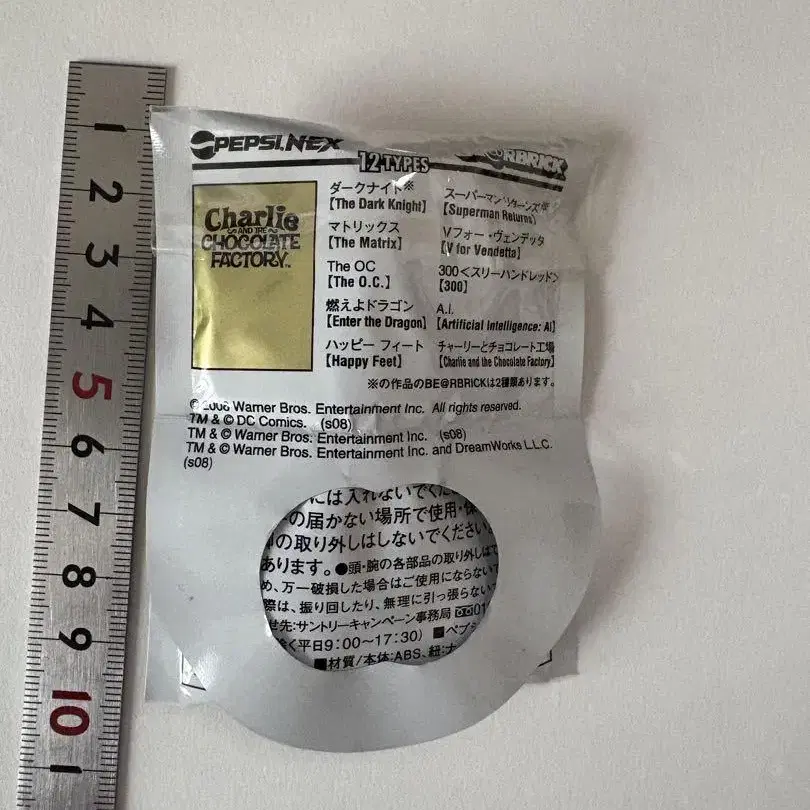 1
2
3
4
5
6
7
8
9
10
1
PEPSI.NEX
12TYPES
@RBRICK
Charlie
AND THE
CHOCOLATE
FACTORY™
ダークナイト※
【The Dark Knight】
マトリックス
【The Matrix】
The OC
【The O.C.】
燃えよドラゴン
【Enter the Dragon】
ハッピー フィート
【Happy Feet】
スーパーマン リターンズ※
【Superman Returns】
Vフォー・ヴェンデッタ
【V for Vendetta】
300<スリーハンドレッド>
【300】
A.I.
【Artificial Intelligence: AI】
チャーリーとチョコレート工場
【Charlie and the Chocolate Factory】
※の作品のBE@RBRICKは2種類あります。
Warner Bros. Entertainment Inc. All rights reserved.
TM & © DC Comics. (s08)
TM & © Warner Bros. Entertainment Inc. (s08)
TM & © Warner Bros. Entertainment Inc. and DreamWorks L.L.C.
(s08)
には入れないでくだ
の届かない場所で使用・保
の取り外しはしないでください
あります。●頭・腕の各部品の取り外しは
め、万一破損した場合はご使用にならない
際は、振り回したり、無理に引っ張らない
せ先:サントリーキャンペーン事務局 01
く平日9:00〜17:30) ■ペプシ
■材質/本体:ABS、紐: